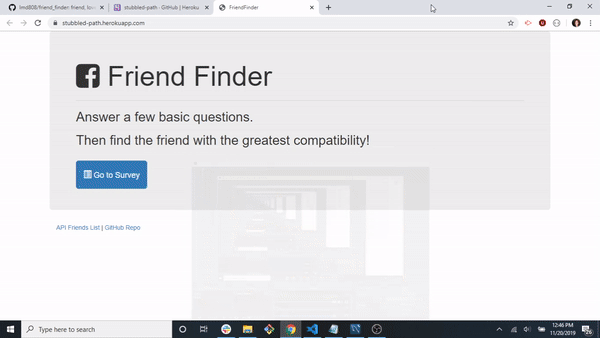 lmd808/friend_finder: friend, love
stubbled-path · GitHub | Heroku
FriendFinder
stubbled-path.herokuapp.com
Friend Finder
Answer a few basic questions.
Then find the friend with the greatest compatibility!
Go to Survey
API Friends List | GitHub Repo
Type here to search
12:46 PM
11/20/2019